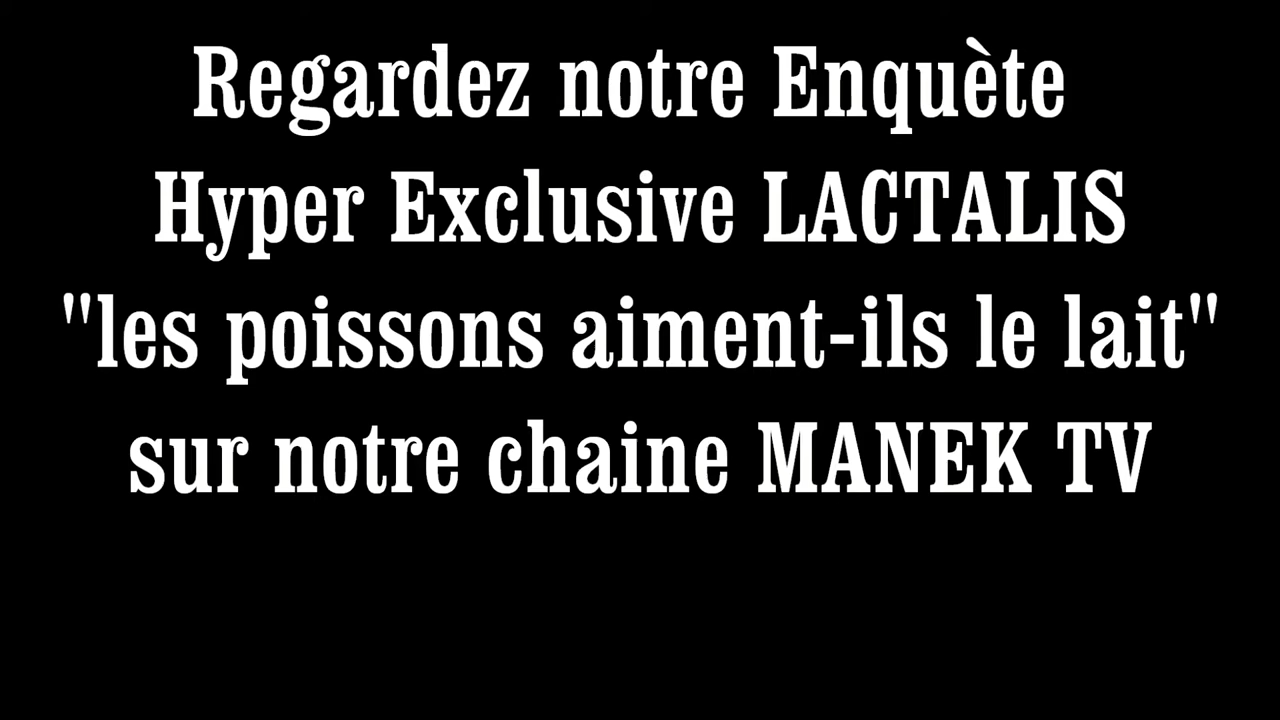 Regardez notre Enquète
Hyper Exclusive LACTALIS
"les poissons aiment-ils le lait"
sur notre chaine MANEK TV